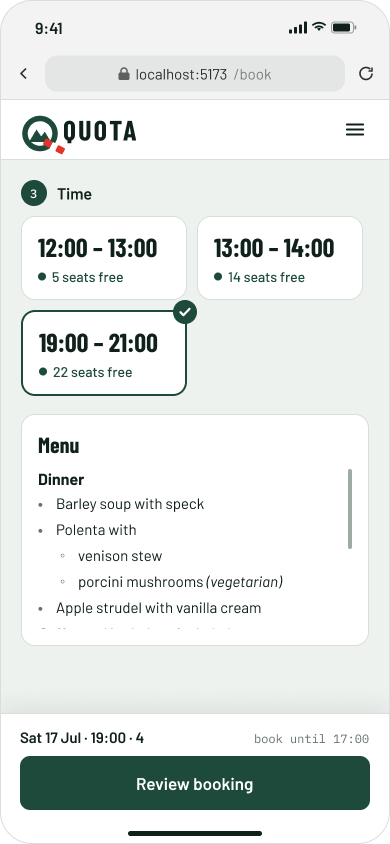 9:41
localhost:5173/book
QUOTA
3 Time
12:00 – 13:00
5 seats free
13:00 – 14:00
14 seats free
19:00 – 21:00
22 seats free
Menu
Dinner
• Barley soup with speck
• Polenta with
◦ venison stew
◦ porcini mushrooms (vegetarian)
• Apple strudel with vanilla cream
Sat 17 Jul · 19:00 · 4
book until 17:00
Review booking